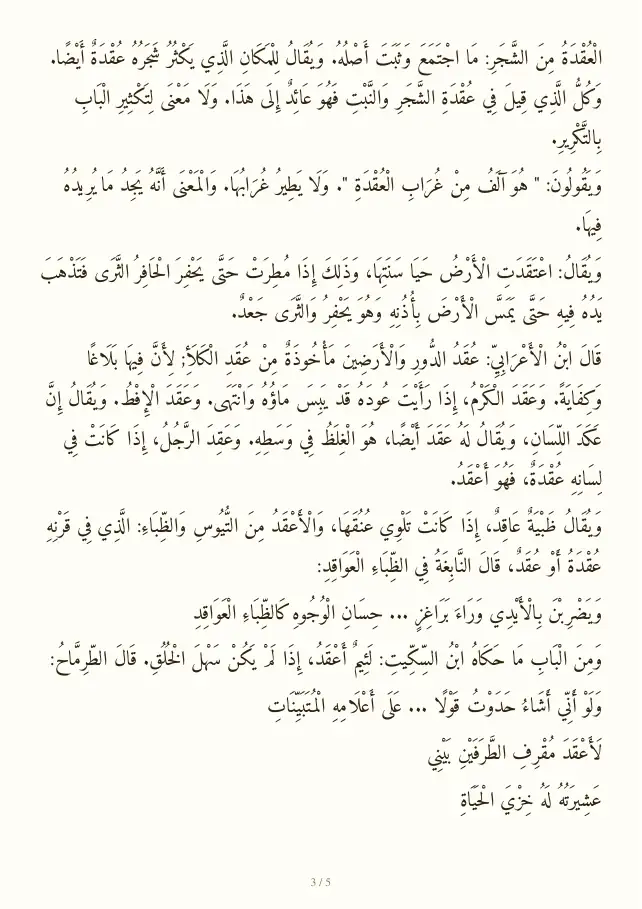 الْعُقْدَةُ مِنَ الشَّجَرِ: مَا اجْتَمَعَ وَثَبَتَ أَصْلُهُ. وَيُقَالُ لِلْمَكَانِ الَّذِي يَكْثُرُ شَجَرُهُ عُقْدَةٌ أَيْضًا.
وَكُلُّ الَّذِي قِيلَ فِي عُقْدَةِ الشَّجَرِ وَالنَّبْتِ فَهُوَ عَائِدٌ إِلَى هَذَا. وَلَا مَعْنَى لِتَكْثِيرِ الْبَابِ
بِالتَّكْرِيرِ.
وَيَقُولُونَ: " هُوَ آلَفُ مِنْ غُرَابِ الْعُقْدَةِ ". وَلَا يَطِيرُ غُرَابُهَا. وَالْمَعْنَى أَنَّهُ يَجِدُ مَا يُرِيدُهُ
فِيهَا.
وَيُقَالُ: اعْتَقَدَتِ الْأَرْضُ حَيَا سَنَتِهَا، وَذَلِكَ إِذَا مُطِرَتْ حَتَّى يَحْفِرَ الْحَافِرُ الثَّرَى فَتَذْهَبَ
يَدُهُ فِيهِ حَتَّى يَمَسَّ الْأَرْضَ بِأُذُنِهِ وَهُوَ يَحْفِرُ وَالثَّرَى جَعْدٌ.
قَالَ ابْنُ الْأَعْرَابِيِّ: عُقَدُ الدُّورِ وَالْأَرَضِينَ مَأْخُوذَةٌ مِنْ عُقَدِ الْكَلَأِ; لِأَنَّ فِيهَا بَلَاغًا
وَكِفَايَةً. وَعَقَدَ الْكَرْمُ، إِذَا رَأَيْتَ عُودَهُ قَدْ يَبِسَ مَاؤُهُ وَانْتَهَى. وَعَقَدَ الْإِفْطُ. وَيُقَالُ إِنَّ
عَكَدَ اللِّسَانِ، وَيُقَالُ لَهُ عَقَدَ أَيْضًا، هُوَ الْغِلَظُ فِي وَسَطِهِ. وَعَقِدَ الرَّجُلُ، إِذَا كَانَتْ فِي
لِسَانِهِ عُقْدَةٌ، فَهُوَ أَعْقَدُ.
وَيُقَالُ ظَبْيَةٌ عَاقِدٌ، إِذَا كَانَتْ تَلْوِي عُنُقَهَا، وَالْأَعْقَدُ مِنَ التُّيُوسِ وَالظِّبَاءِ: الَّذِي فِي قَرْنِهِ
عُقْدَةٌ أَوْ عُقَدٌ، قَالَ النَّابِغَةُ فِي الظِّبَاءِ الْعَوَاقِدِ:
وَيَضْرِبْنَ بِالْأَيْدِي وَرَاءَ بَرَاغِزٍ ... حِسَانِ الْوُجُوهِ كَالظِّبَاءِ الْعَوَاقِدِ
وَمِنَ الْبَابِ مَا حَكَاهُ ابْنُ السِّكِّيتِ: لَئِيمٌ أَعْقَدُ، إِذَا لَمْ يَكُنْ سَهْلَ الْخُلُقِ. قَالَ الطِّرِمَّاحُ:
وَلَوْ أَنِّي أَشَاءُ حَدَوْتُ قَوْلًا ... عَلَى أَعْلَامِهِ الْمُتَبَيِّنَاتِ
لَأَعْقَدَ مُقْرِفِ الطَّرَفَيْنِ بَيْنِي
عَشِيرَتُهُ لَهُ خِزْيَ الْحَيَاةِ
3 / 5